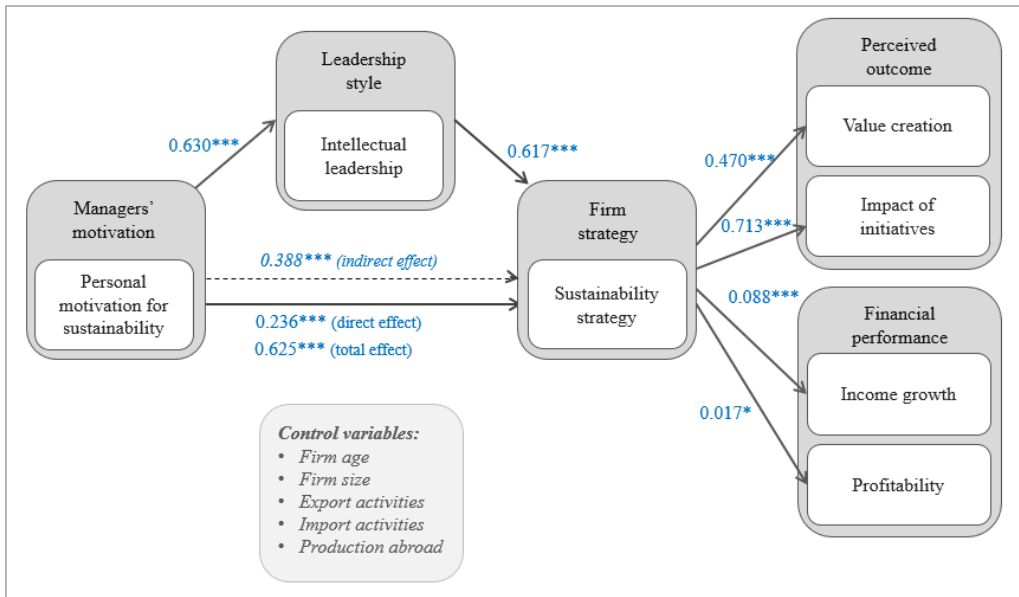 Leadership
style
Intellectual
leadership
0.630***
0.617***
Managers’
motivation
Personal
motivation for
sustainability
0.388*** (indirect effect)
0.236*** (direct effect)
0.625*** (total effect)
Firm
strategy
Sustainability
strategy
Perceived
outcome
Value creation
Impact of
initiatives
0.470***
0.713***
0.088***
0.017*
Financial
performance
Income growth
Profitability
Control variables:
• Firm age
• Firm size
• Export activities
• Import activities
• Production abroad